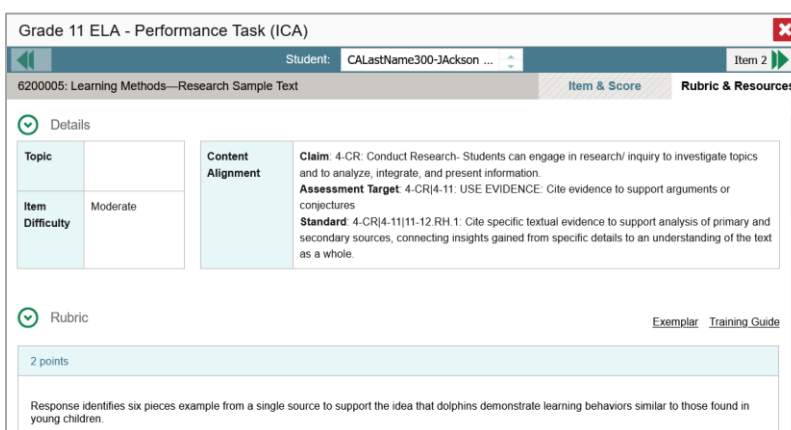 Grade 11 ELA - Performance Task (ICA)
Student: CALastName300-JAckson ... Item 2
6200005: Learning Methods—Research Sample Text Item & Score Rubric & Resources
Details
Topic
Content Alignment
Claim: 4-CR: Conduct Research- Students can engage in research/ inquiry to investigate topics
and to analyze, integrate, and present information.
Assessment Target: 4-CR|4-11: USE EVIDENCE: Cite evidence to support arguments or
conjectures
Standard: 4-CR|4-11|11-12.RH.1: Cite specific textual evidence to support analysis of primary and
secondary sources, connecting insights gained from specific details to an understanding of the text
as a whole.
Item Difficulty
Moderate
Rubric
Exemplar Training Guide
2 points
Response identifies six pieces example from a single source to support the idea that dolphins demonstrate learning behaviors similar to those found in
young children.